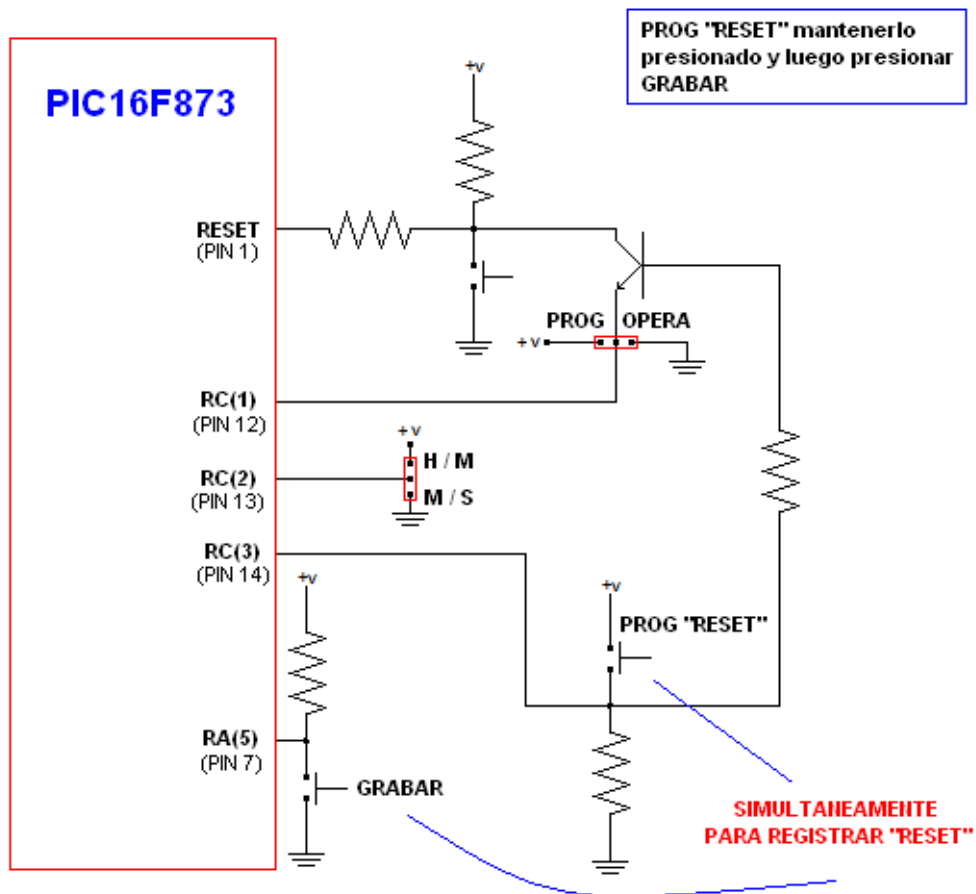 PROG "RESET" mantenerlo
presionado y luego presionar
GRABAR
PIC16F873
+v
RESET
(PIN 1)
PROG OPERA
+v
RC(1)
(PIN 12)
+v
H / M
RC(2)
(PIN 13)
M / S
RC(3)
(PIN 14)
+v
+v
PROG "RESET"
RA(5)
(PIN 7)
GRABAR
SIMULTANEAMENTE
PARA REGISTRAR "RESET"